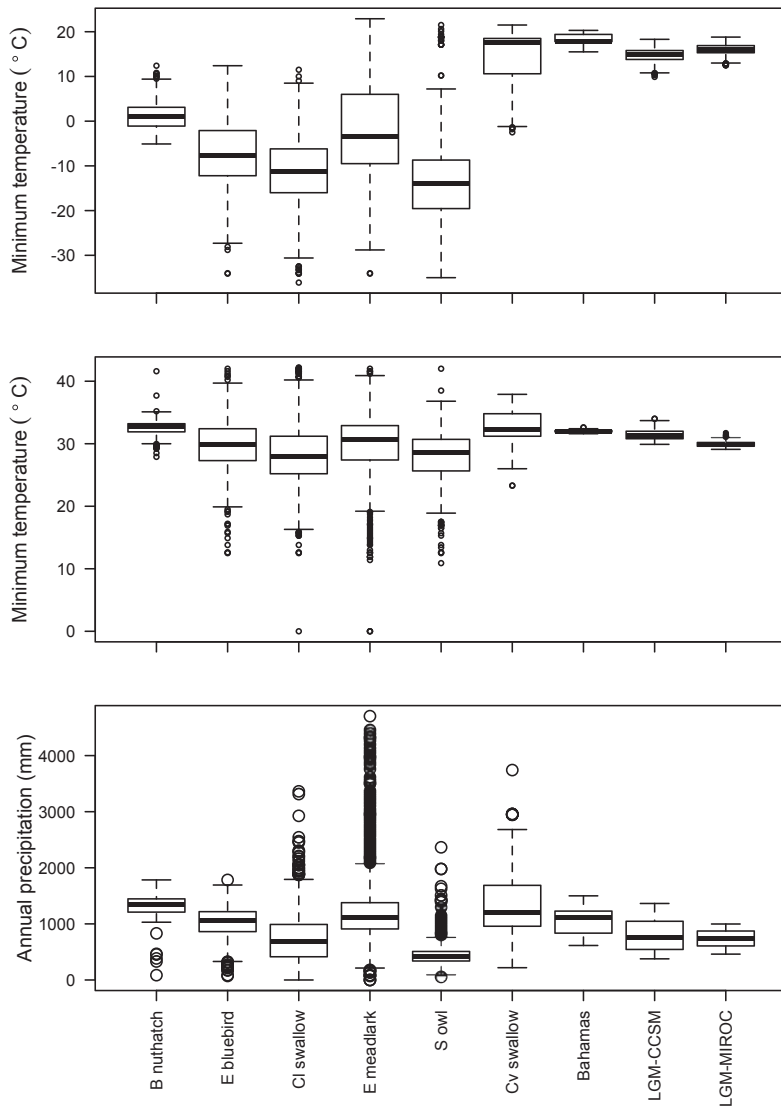 Minimum temperature (°C)
20
10
0
-10
-20
-30
Minimum temperature (°C)
40
30
20
10
0
Annual precipitation (mm)
4000
3000
2000
1000
0
B nuthatch
E bluebird
Cl swallow
E meadlark
S owl
Cv swallow
Bahamas
LGM-CCSM
LGM-MIROC